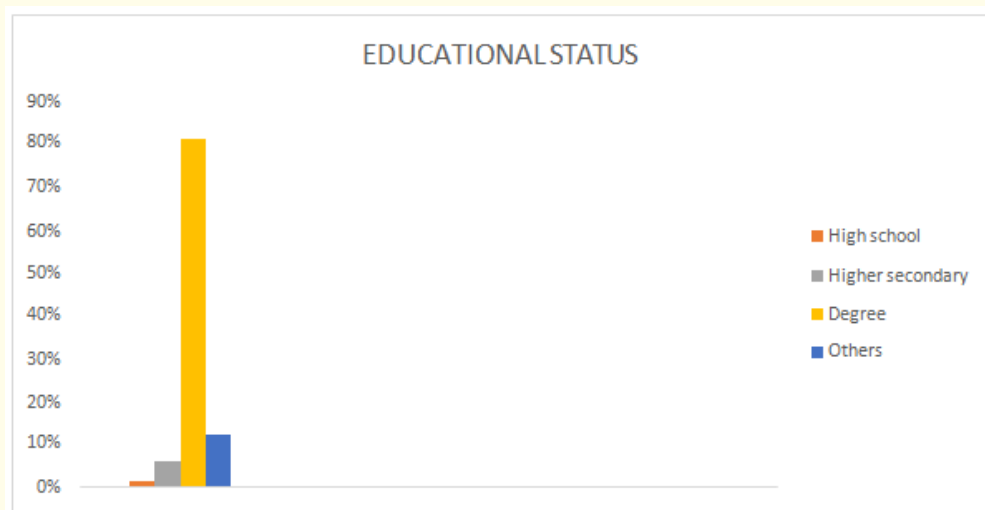 EDUCATIONAL STATUS
90%
80%
70%
60%
50%
40%
30%
20%
10%
0%
High school
Higher secondary
Degree
Others